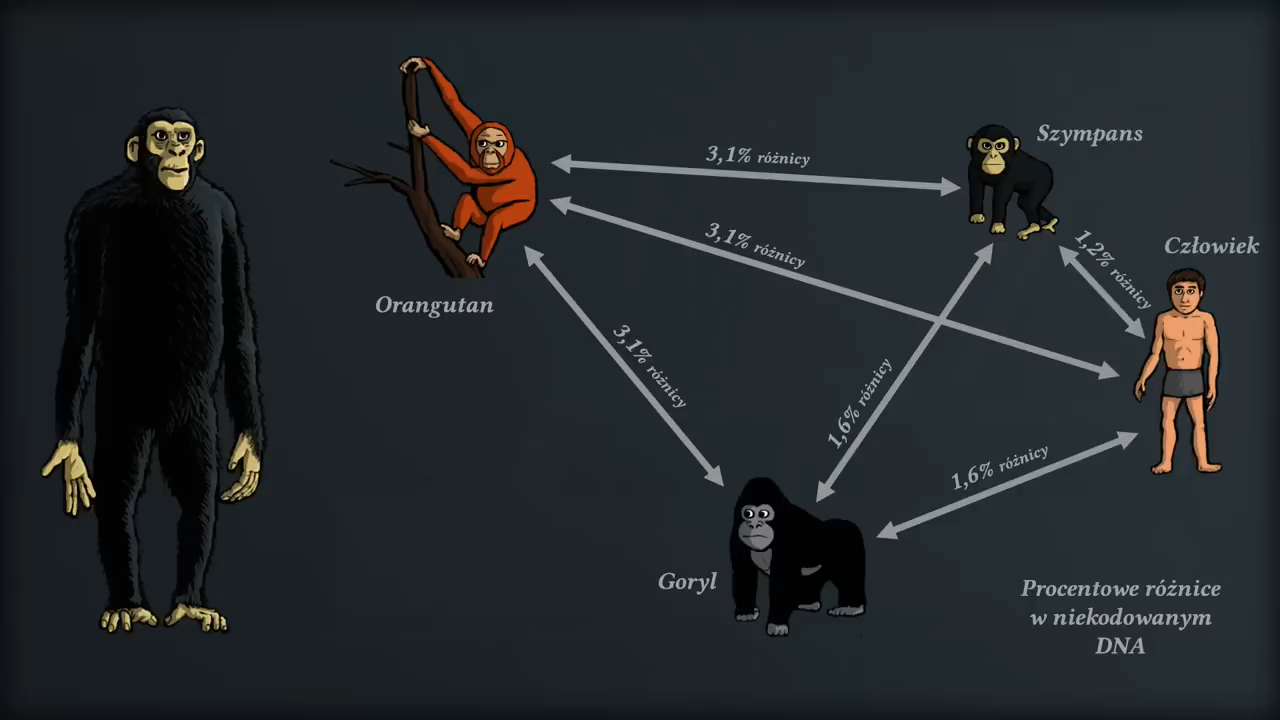 Szympans
3,1% różnicy
1,2% różnicy
3,1% różnicy
Człowiek
Orangutan
3,1% różnicy
1,6% różnicy
1,6% różnicy
Goryl
Procentowe różnice
w niekodowanym
DNA